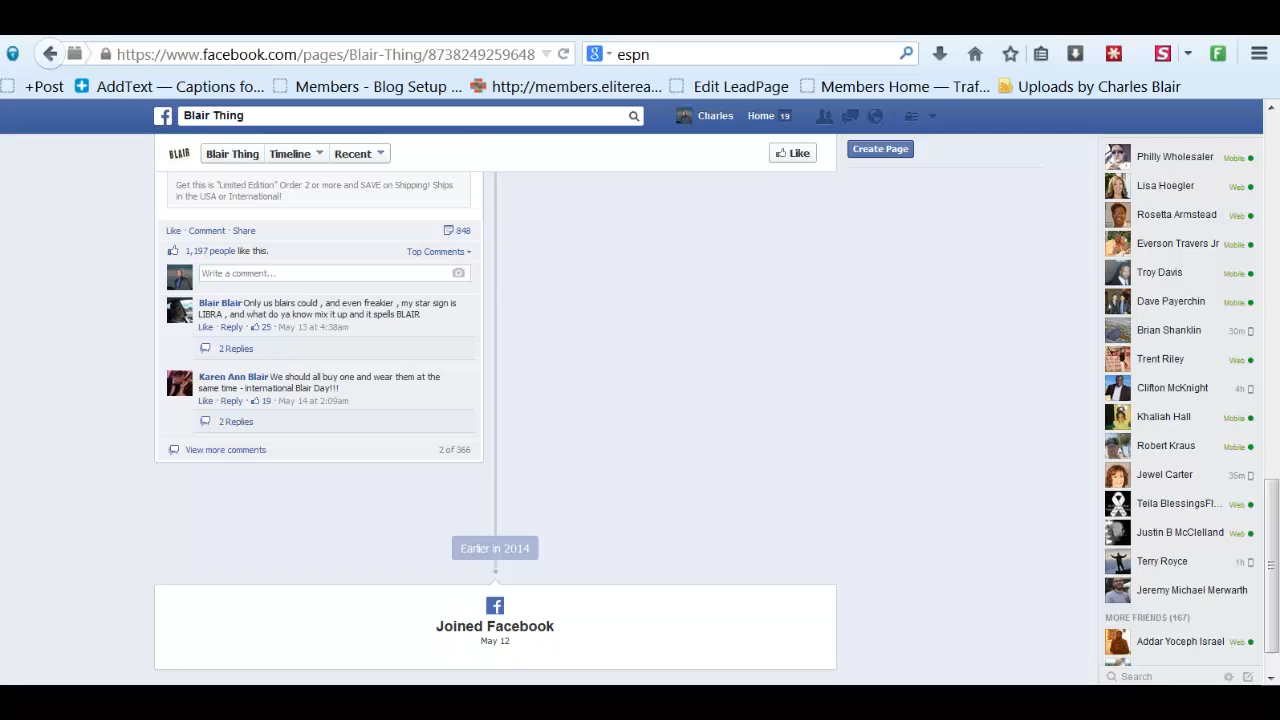 https://www.facebook.com/pages/Blair-Thing/8738249259648
espn
+Post
AddText — Captions fo...
Members - Blog Setup ...
http://members.eliterea...
Edit LeadPage
Members Home — Traf...
Uploads by Charles Blair
Blair Thing
Charles
Home 19
BLAIR
Blair Thing
Timeline
Recent
Like
Create Page
Get this is "Limited Edition" Order 2 or more and SAVE on Shipping! Ships
in the USA or International!
Like · Comment · Share
848
1,197 people like this.
Top Comments
Write a comment...
Blair Blair Only us blairs could , and even freakier , my star sign is
LIBRA , and what do ya know mix it up and it spells BLAIR
Like · Reply · 25 · May 13 at 4:38am
2 Replies
Karen Ann Blair We should all buy one and wear them at the
same time - international Blair Day!!!
Like · Reply · 19 · May 14 at 2:09am
2 Replies
View more comments
2 of 366
Earlier in 2014
Joined Facebook
May 12
Philly Wholesaler Mobile
Lisa Hoegler Web
Rosetta Armstead Web
Everson Travers Jr Mobile
Troy Davis Mobile
Dave Payerchin Mobile
Brian Shanklin 30m
Trent Riley Web
Clifton McKnight 4h
Khaliah Hall Mobile
Robert Kraus Mobile
Jewel Carter 35m
Teila BlessingsFl... Web
Justin B McClelland Web
Terry Royce 1h
Jeremy Michael Merwarth
MORE FRIENDS (167)
Addar Yoceph Israel Web
Search